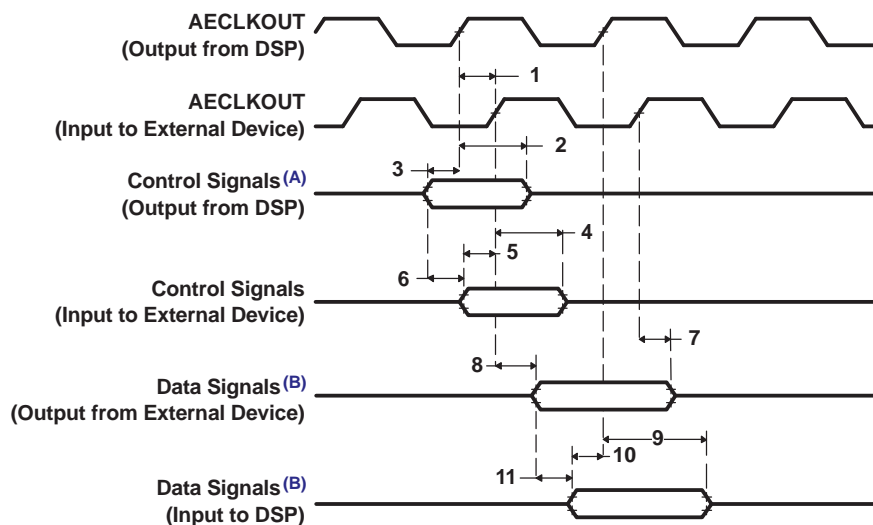 AECLKOUT
(Output from DSP)
1
AECLKOUT
(Input to External Device)
2
3
Control Signals(A)
(Output from DSP)
4
5
6
Control Signals
(Input to External Device)
7
8
Data Signals(B)
(Output from External Device)
9
10
11
Data Signals(B)
(Input to DSP)